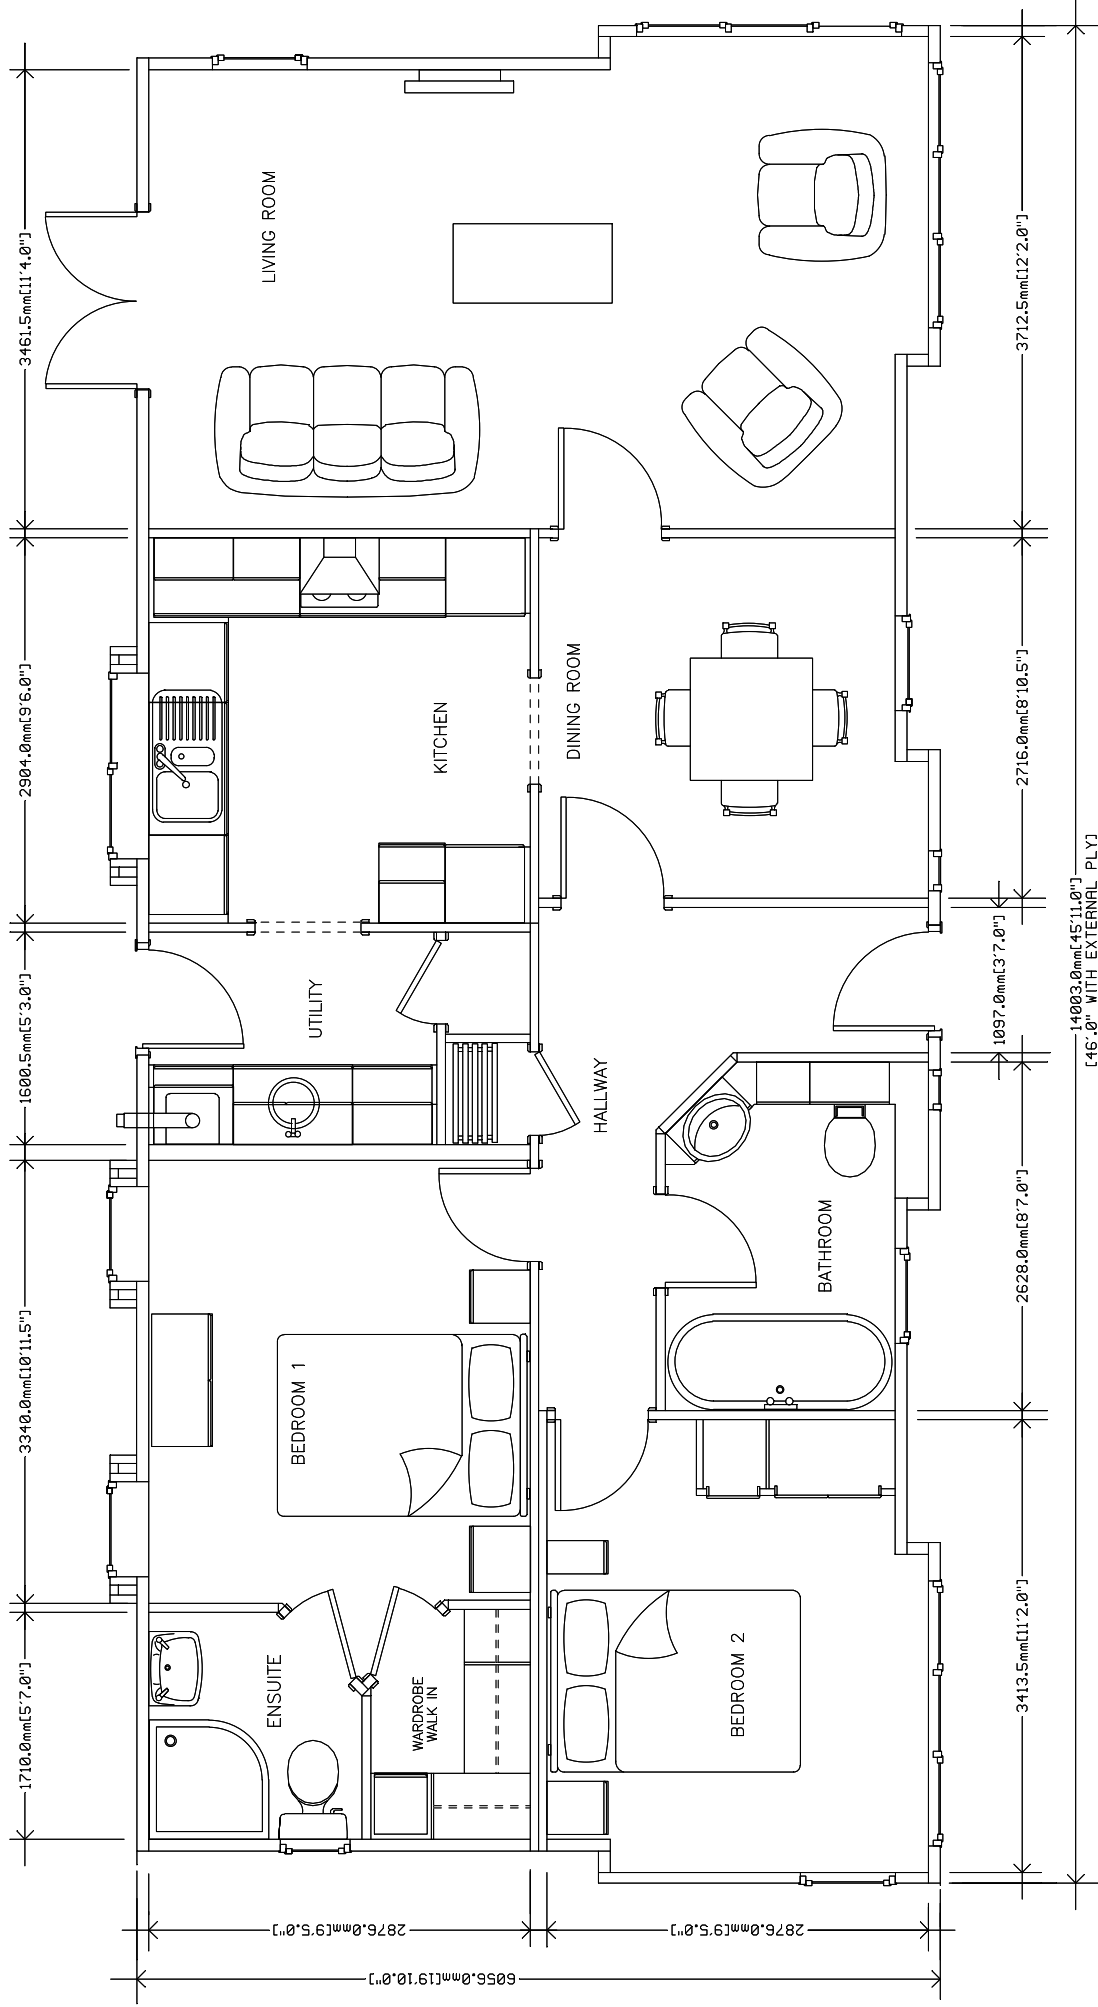 3461.5mm[11'4.0"]
2904.0mm[9'6.0"]
1600.5mm[5'3.0"]
3340.0mm[10'11.5"]
1710.0mm[5'7.0"]
LIVING ROOM
KITCHEN
DINING ROOM
UTILITY
HALLWAY
BATHROOM
BEDROOM 1
ENSUITE
WARDROBE
WALK IN
BEDROOM 2
3712.5mm[12'2.0"]
2716.0mm[8'10.5"]
1097.0mm[3'7.0"]
2628.0mm[8'7.0"]
3413.5mm[11'2.0"]
14003.0mm[45'11.0"]
[46'.0" WITH EXTERNAL PLY]
2876.0mm[9'5.0"]
2876.0mm[9'5.0"]
6056.0mm[19'10.0"]